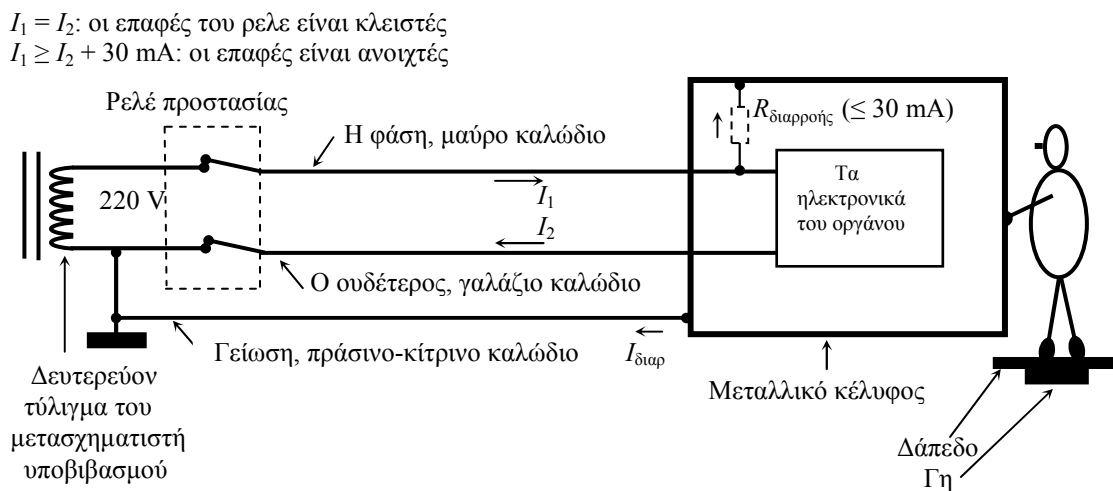 I₁ = I₂: οι επαφές του ρελε είναι κλειστές
I₁ ≥ I₂ + 30 mA: οι επαφές είναι ανοιχτές
Ρελέ προστασίας
Η φάση, μαύρο καλώδιο
R διαρροής (≤ 30 mA)
Τα
ηλεκτρονικά
του οργάνου
220 V
I₁
I₂
Ο ουδέτερος, γαλάζιο καλώδιο
Γείωση, πράσινο-κίτρινο καλώδιο
I διαρ
Δευτερεύον
τύλιγμα του
μετασχηματιστή
υποβιβασμού
Μεταλλικό κέλυφος
Δάπεδο
Γη